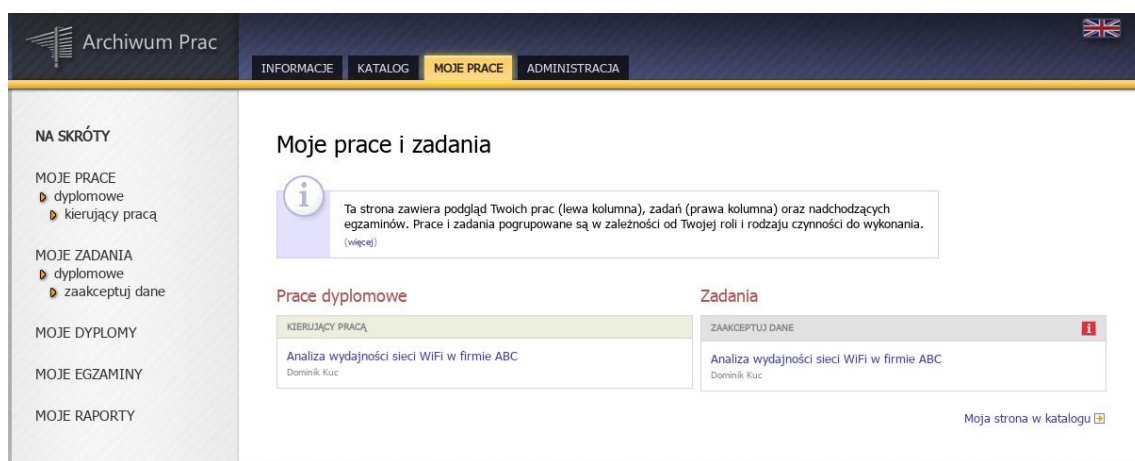 Archiwum Prac
INFORMACJE KATALOG MOJE PRACE ADMINISTRACJA
NA SKRÓTY
MOJE PRACE
dyplomowe
kierujący pracą
MOJE ZADANIA
dyplomowe
zaakceptuj dane
MOJE DYPLOMY
MOJE EGZAMINY
MOJE RAPORTY
Moje prace i zadania
i
Ta strona zawiera podgląd Twoich prac (lewa kolumna), zadań (prawa kolumna) oraz nadchodzących
egzaminów. Prace i zadania pogrupowane są w zależności od Twojej roli i rodzaju czynności do wykonania.
(więcej)
Prace dyplomowe
KIERUJĄCY PRACĄ
Analiza wydajności sieci WiFi w firmie ABC
Dominik Kuc
Zadania
ZAAKCEPTUJ DANE i
Analiza wydajności sieci WiFi w firmie ABC
Dominik Kuc
Moja strona w katalogu